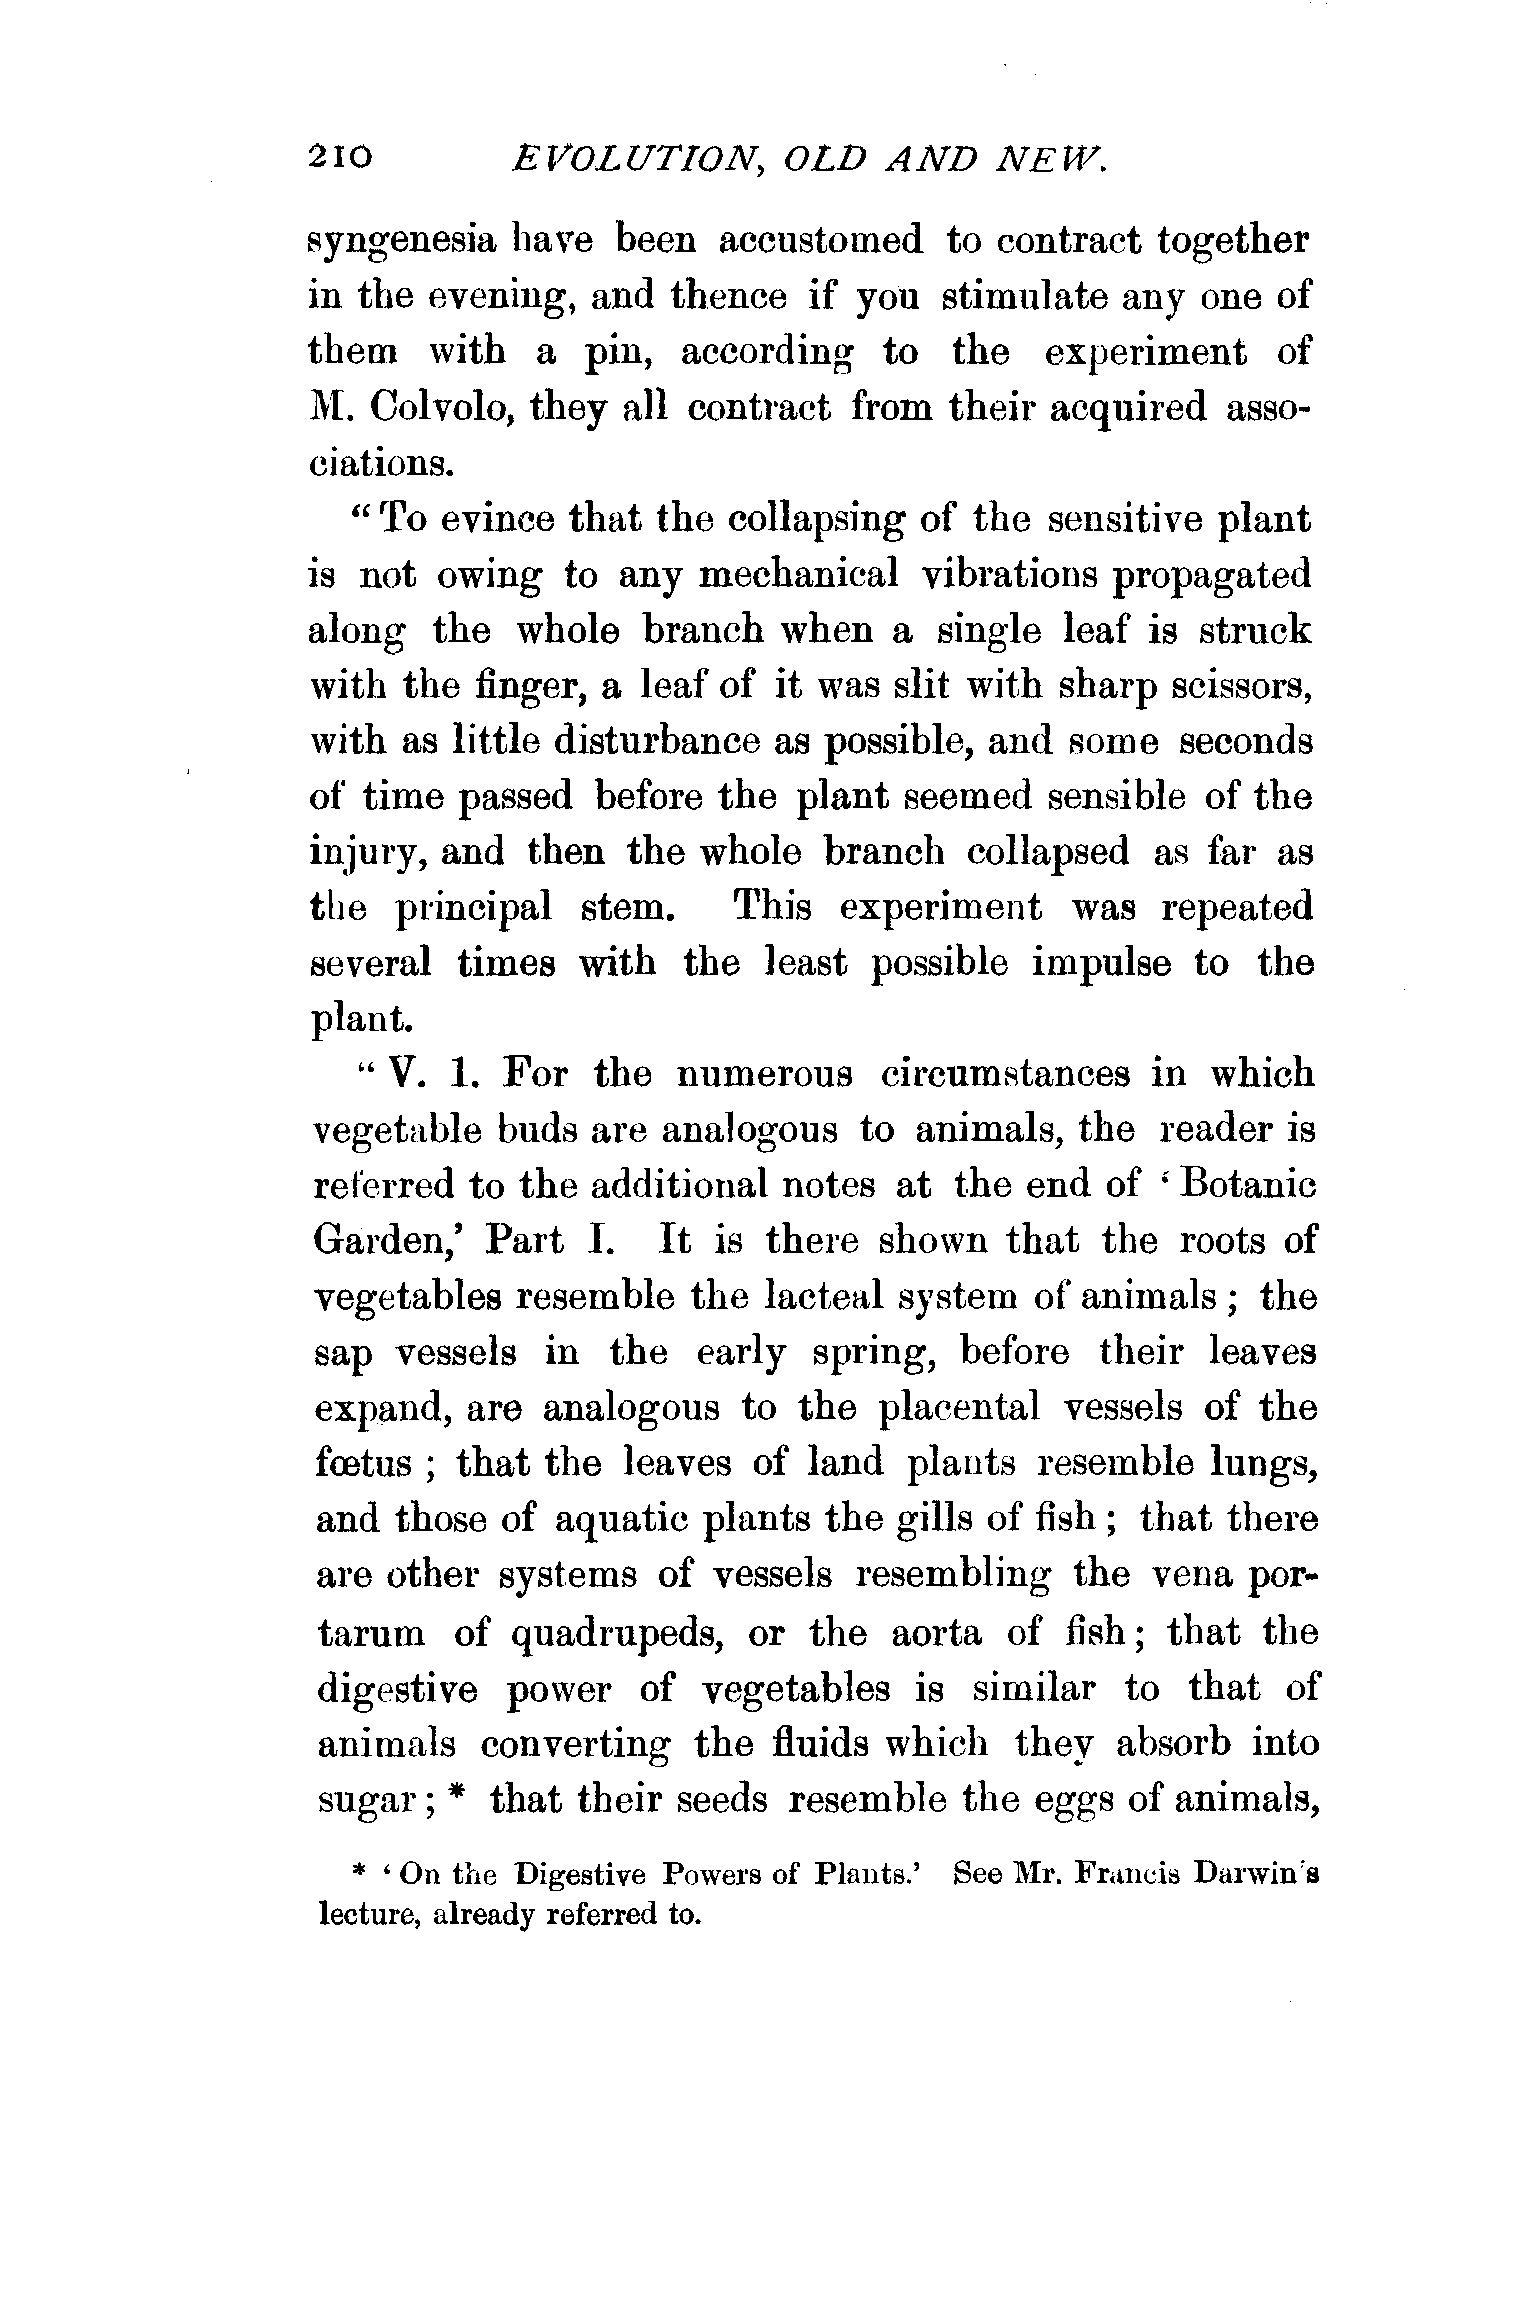 210 EVOLUTION, OLD AND NEW.
syngenesia have been accustomed to contract together
in the evening, and thence if you stimulate any one of
them with a pin, according to the experiment of
M. Colvolo, they all contract from their acquired asso-
ciations.
“To evince that the collapsing of the sensitive plant
is not owing to any mechanical vibrations propagated
along the whole branch when a single leaf is struck
with the finger, a leaf of it was slit with sharp scissors,
with as little disturbance as possible, and some seconds
of time passed before the plant seemed sensible of the
injury, and then the whole branch collapsed as far as
the principal stem. This experiment was repeated
several times with the least possible impulse to the
plant.
“V. 1. For the numerous circumstances in which
vegetable buds are analogous to animals, the reader is
referred to the additional notes at the end of ‘Botanic
Garden,’ Part I. It is there shown that the roots of
vegetables resemble the lacteal system of animals; the
sap vessels in the early spring, before their leaves
expand, are analogous to the placental vessels of the
fœtus; that the leaves of land plants resemble lungs,
and those of aquatic plants the gills of fish; that there
are other systems of vessels resembling the vena por-
tarum of quadrupeds, or the aorta of fish; that the
digestive power of vegetables is similar to that of
animals converting the fluids which they absorb into
sugar;* that their seeds resemble the eggs of animals,
* ‘On the Digestive Powers of Plants.’ See Mr. Francis Darwin's
lecture, already referred to.